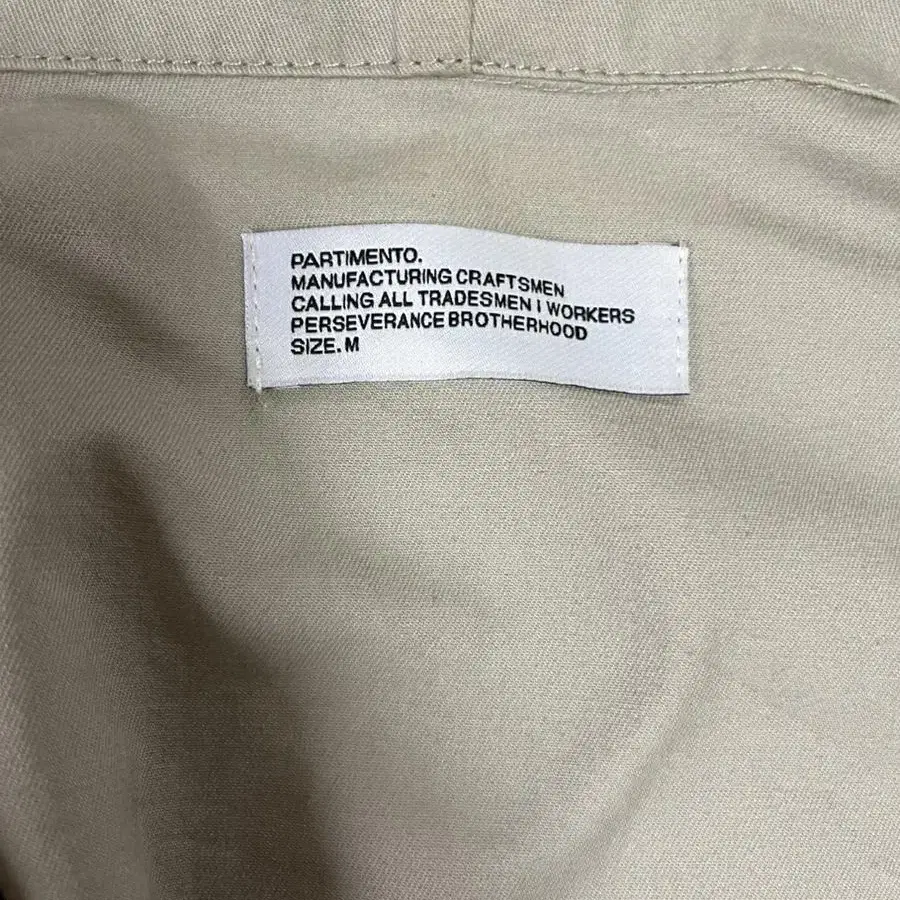 PARTIMENTO.
MANUFACTURING CRAFTSMEN
CALLING ALL TRADESMEN I WORKERS
PERSEVERANCE BROTHERHOOD
SIZE. M